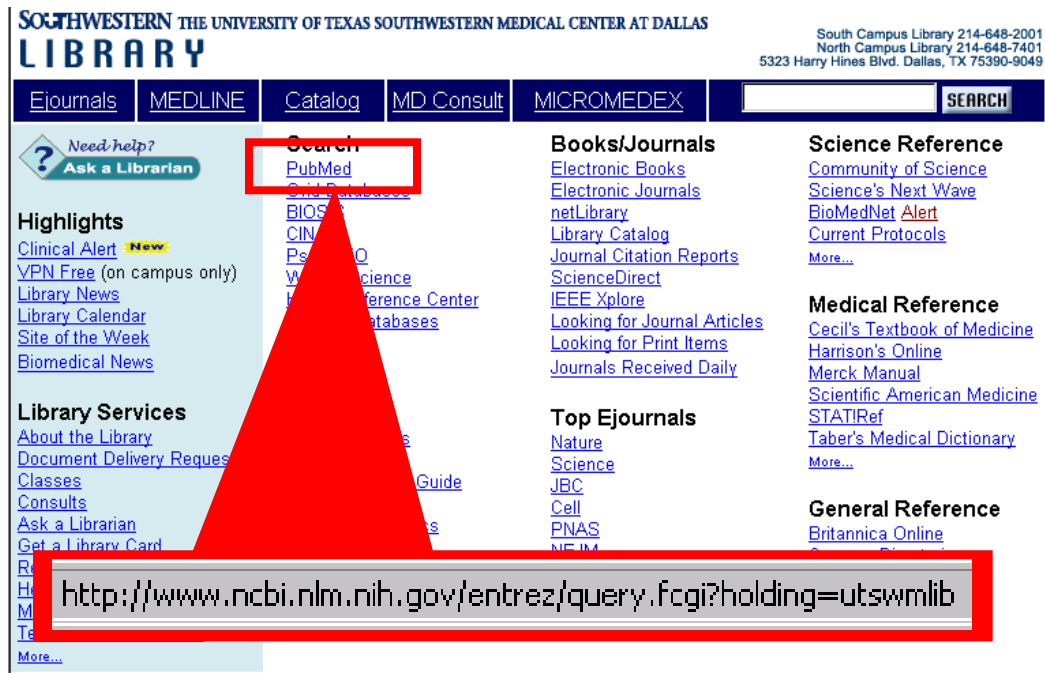 SOUTHWESTERN THE UNIVERSITY OF TEXAS SOUTHWESTERN MEDICAL CENTER AT DALLAS
LIBRARY
South Campus Library 214-648-2001
North Campus Library 214-648-7401
5323 Harry Hines Blvd. Dallas, TX 75390-9049
Ejournals MEDLINE Catalog MD Consult MICROMEDEX SEARCH
Need help?
Ask a Librarian
Highlights
Clinical Alert New
VPN Free (on campus only)
Library News
Library Calendar
Site of the Week
Biomedical News
Library Services
About the Library
Document Delivery
Classes
Consults
Ask a Librarian
Get a Library Card
More...
Search
PubMed
Ovid Databases
BIOSIS
Guide
Books/Journals
Electronic Books
Electronic Journals
netLibrary
Library Catalog
Journal Citation Reports
ScienceDirect
IEEE Xplore
Looking for Journal Articles
Looking for Print Items
Journals Received Daily
Top Ejournals
Nature
Science
JBC
Cell
PNAS
NEJM
Science Reference
Community of Science
Science's Next Wave
BioMedNet Alert
Current Protocols
More...
Medical Reference
Cecil's Textbook of Medicine
Harrison's Online
Merck Manual
Scientific American Medicine
STAT!Ref
Taber's Medical Dictionary
More...
General Reference
Britannica Online
http://www.ncbi.nlm.nih.gov/entrez/query.fcgi?holding=utswmlib